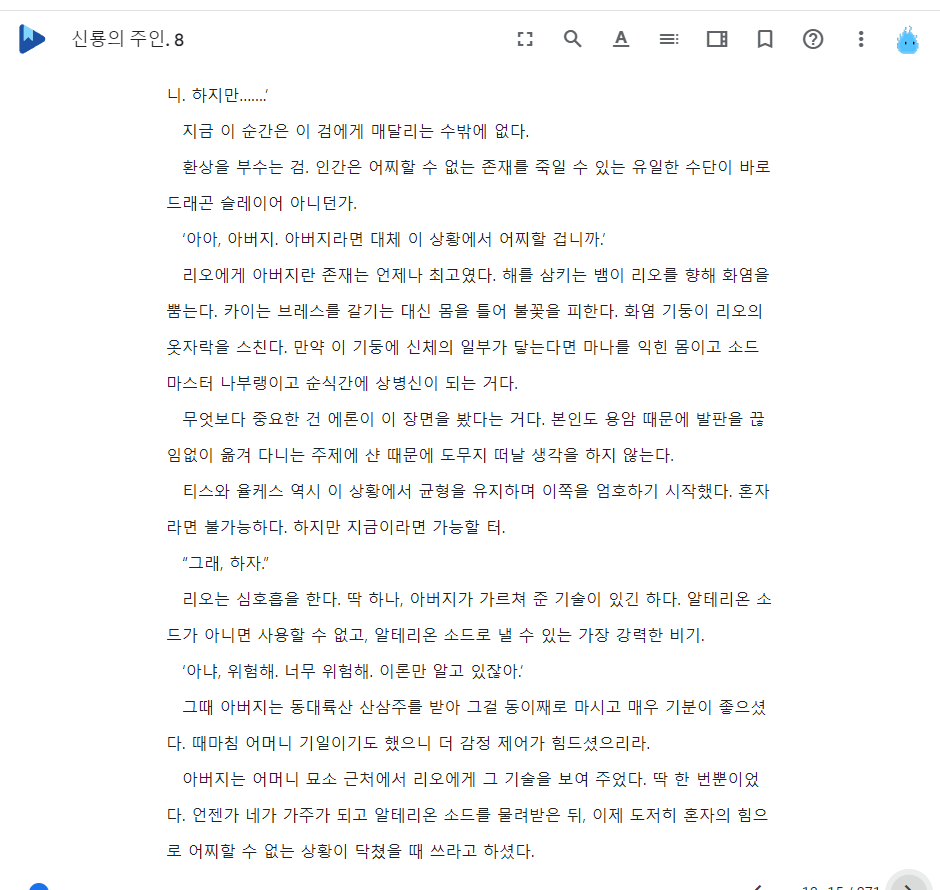 신룡의 주인. 8
니. 하지만…….’
지금 이 순간은 이 검에게 매달리는 수밖에 없다.
환상을 부수는 검. 인간은 어찌할 수 없는 존재를 죽일 수 있는 유일한 수단이 바로
드래곤 슬레이어 아니던가.
‘아아, 아버지. 아버지라면 대체 이 상황에서 어찌할 겁니까.’
리오에게 아버지란 존재는 언제나 최고였다. 해를 삼키는 뱀이 리오를 향해 화염을
뿜는다. 카이는 브레스를 갈기는 대신 몸을 틀어 불꽃을 피한다. 화염 기둥이 리오의
옷자락을 스친다. 만약 이 기둥에 신체의 일부가 닿는다면 마나를 익힌 몸이고 소드
마스터 나부랭이고 순식간에 상병신이 되는 거다.
무엇보다 중요한 건 에론이 이 장면을 봤다는 거다. 본인도 용암 때문에 발판을 끊
임없이 옮겨 다니는 주제에 샨 때문에 도무지 떠날 생각을 하지 않는다.
티스와 율케스 역시 이 상황에서 균형을 유지하며 이쪽을 엄호하기 시작했다. 혼자
라면 불가능하다. 하지만 지금이라면 가능할 터.
“그래, 하자.”
리오는 심호흡을 한다. 딱 하나, 아버지가 가르쳐 준 기술이 있긴 하다. 알테리온 소
드가 아니면 사용할 수 없고, 알테리온 소드로 낼 수 있는 가장 강력한 비기.
‘아냐, 위험해. 너무 위험해. 이론만 알고 있잖아.’
그때 아버지는 동대륙산 산삼주를 받아 그걸 동이째로 마시고 매우 기분이 좋으셨
다. 때마침 어머니 기일이기도 했으니 더 감정 제어가 힘드셨으리라.
아버지는 어머니 묘소 근처에서 리오에게 그 기술을 보여 주었다. 딱 한 번뿐이었
다. 언젠가 네가 가주가 되고 알테리온 소드를 물려받은 뒤, 이제 도저히 혼자의 힘으
로 어찌할 수 없는 상황이 닥쳤을 때 쓰라고 하셨다.